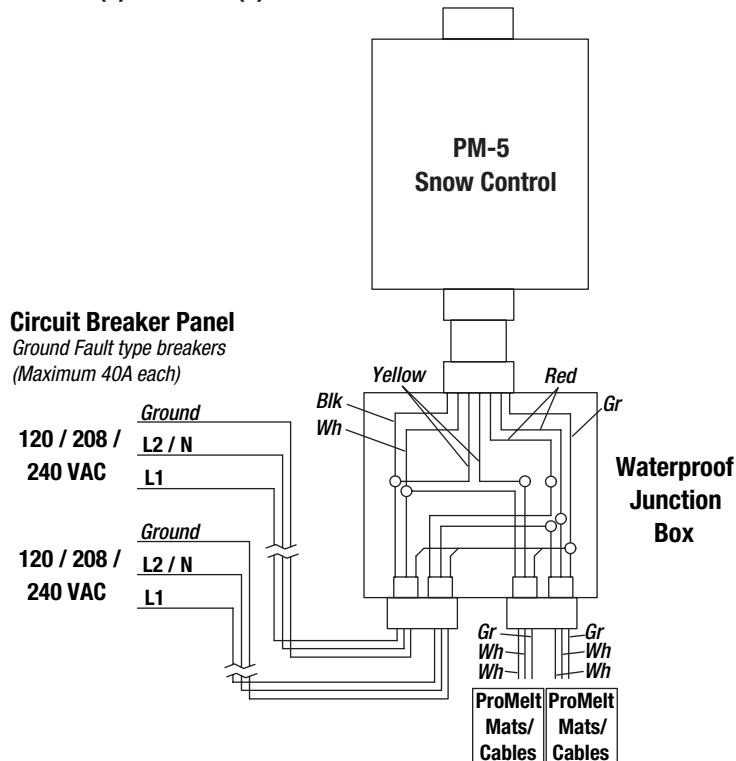 PM-5
Snow Control
Circuit Breaker Panel
Ground Fault type breakers
(Maximum 40A each)
Yellow
Red
Blk
Wh
Gr
Ground
120 / 208 /
240 VAC
L2 / N
L1
Waterproof
Junction
Box
Ground
120 / 208 /
240 VAC
L2 / N
L1
Gr
Wh
Wh
Gr
Wh
Wh
ProMelt
Mats/
Cables
ProMelt
Mats/
Cables